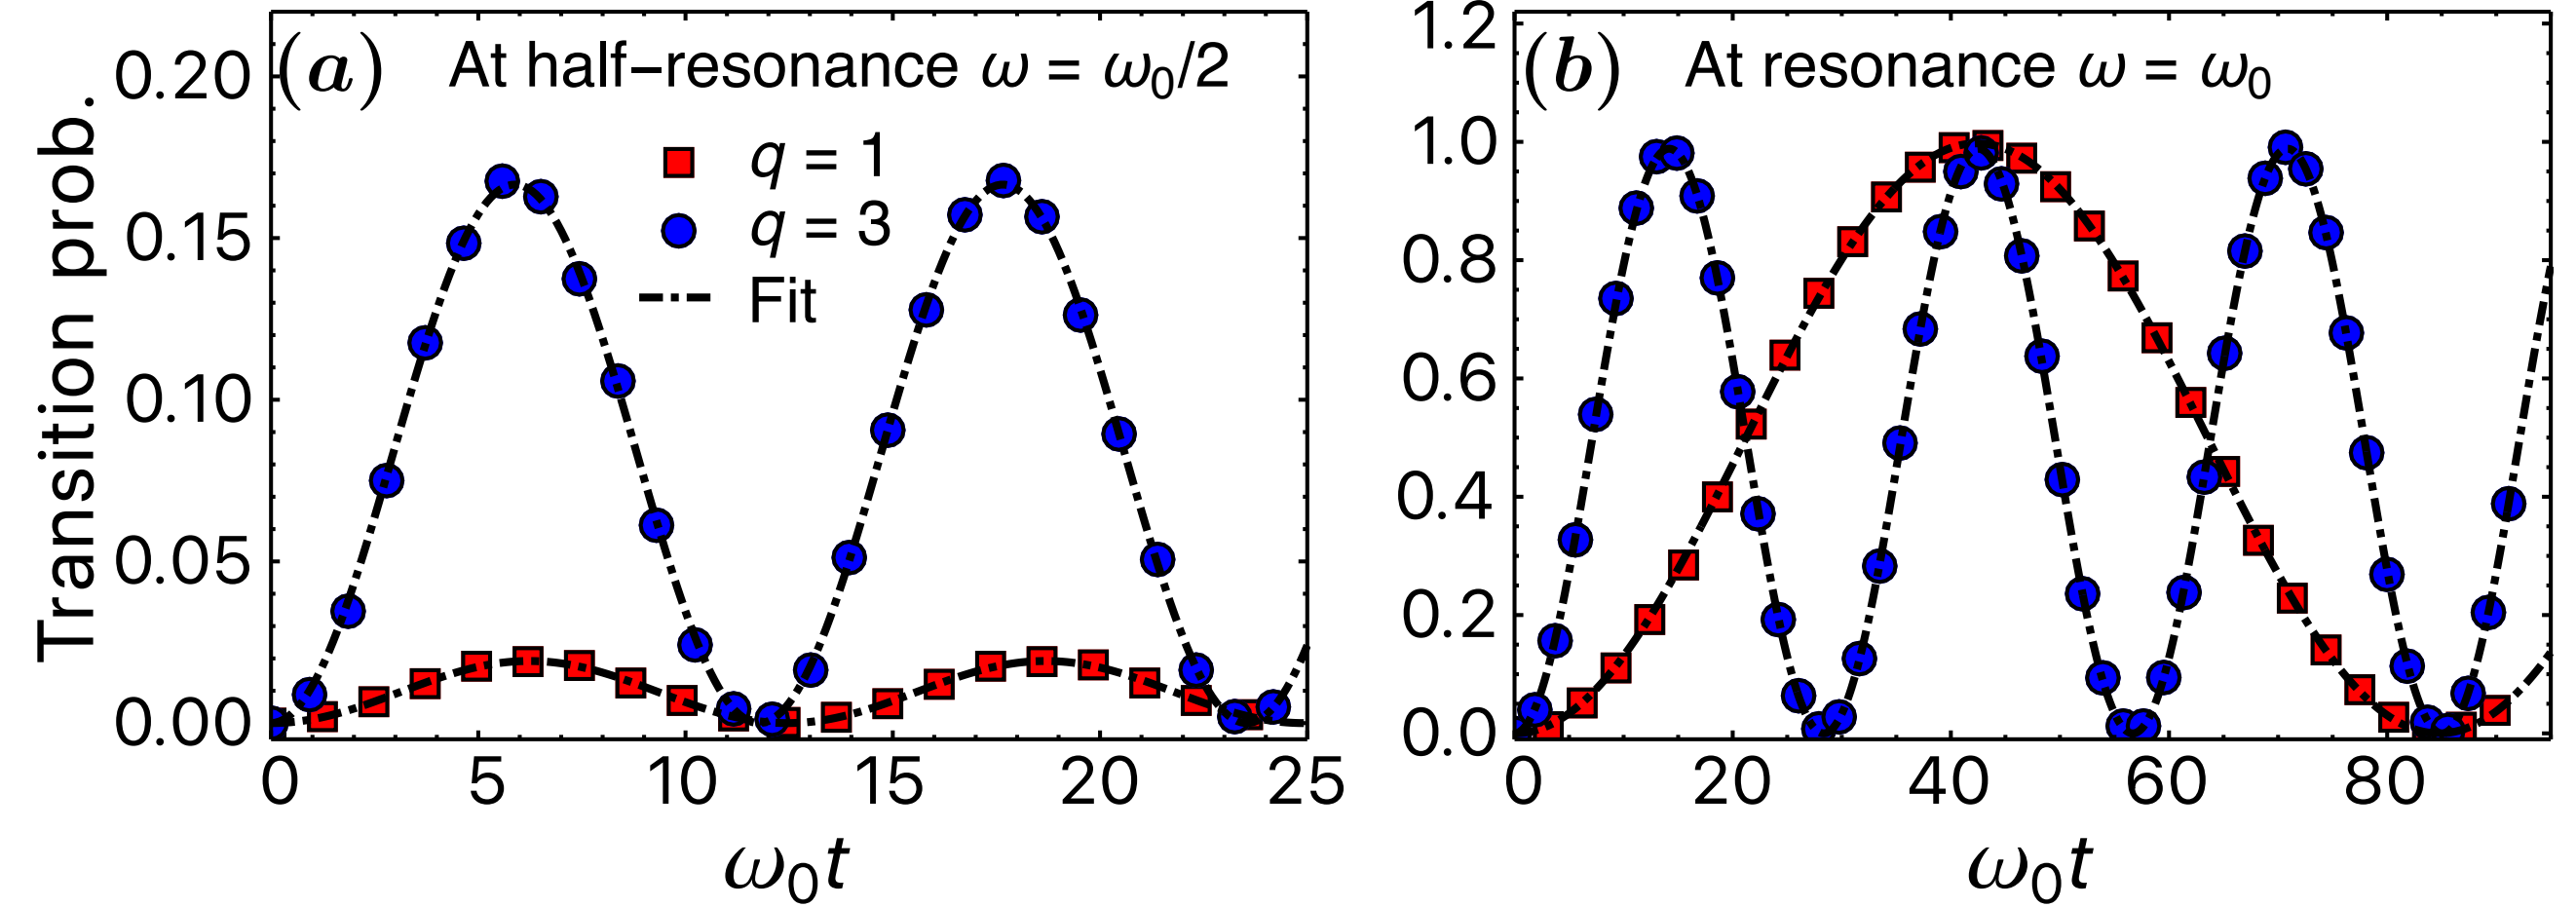 (a) At half−resonance ω = ω₀/2
q = 1
q = 3
Fit
Transition prob.
0.20
0.15
0.10
0.05
0.00
0 5 10 15 20 25
ω₀t
(b) At resonance ω = ω₀
1.2
1.0
0.8
0.6
0.4
0.2
0.0
0 20 40 60 80
ω₀t